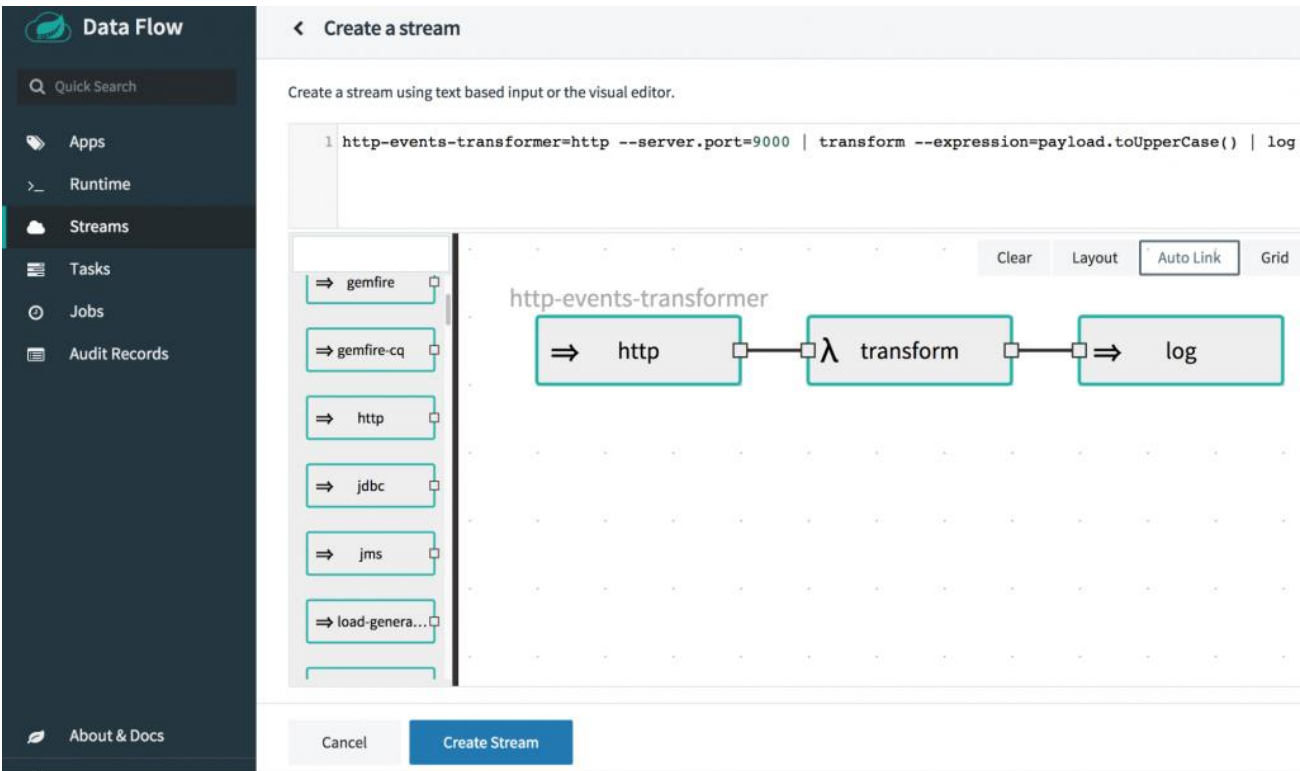 Data Flow
Quick Search
Apps
>_ Runtime
Streams
Tasks
Jobs
Audit Records
About & Docs
Create a stream
Create a stream using text based input or the visual editor.
1 http-events-transformer=http --server.port=9000 | transform --expression=payload.toUpperCase() | log
Clear Layout Auto Link Grid
gemfire
gemfire-cq
http
jdbc
jms
load-genera...
http-events-transformer
http λ transform log
Cancel Create Stream